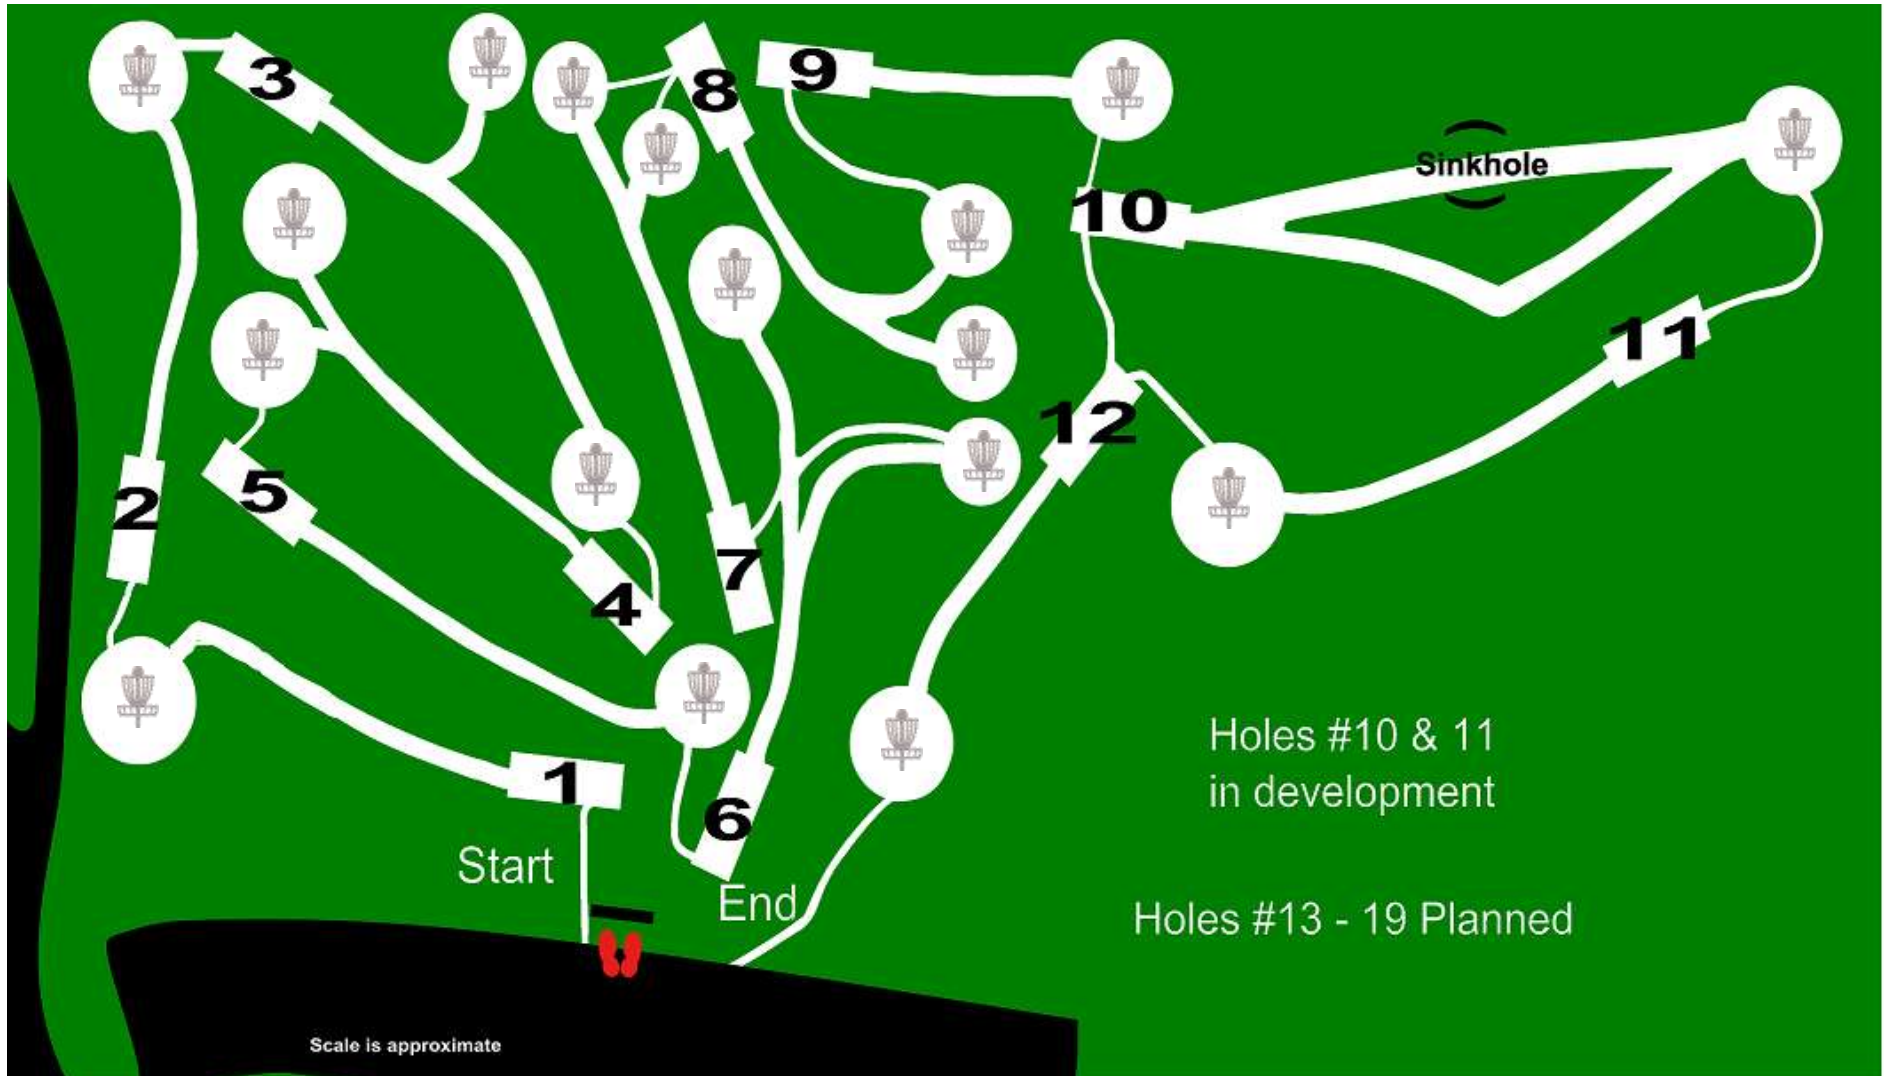 3
8
9
Sinkhole
10
11
12
5
2
7
4
Holes #10 & 11
in development
1
6
Start
End
Holes #13 - 19 Planned
Scale is approximate